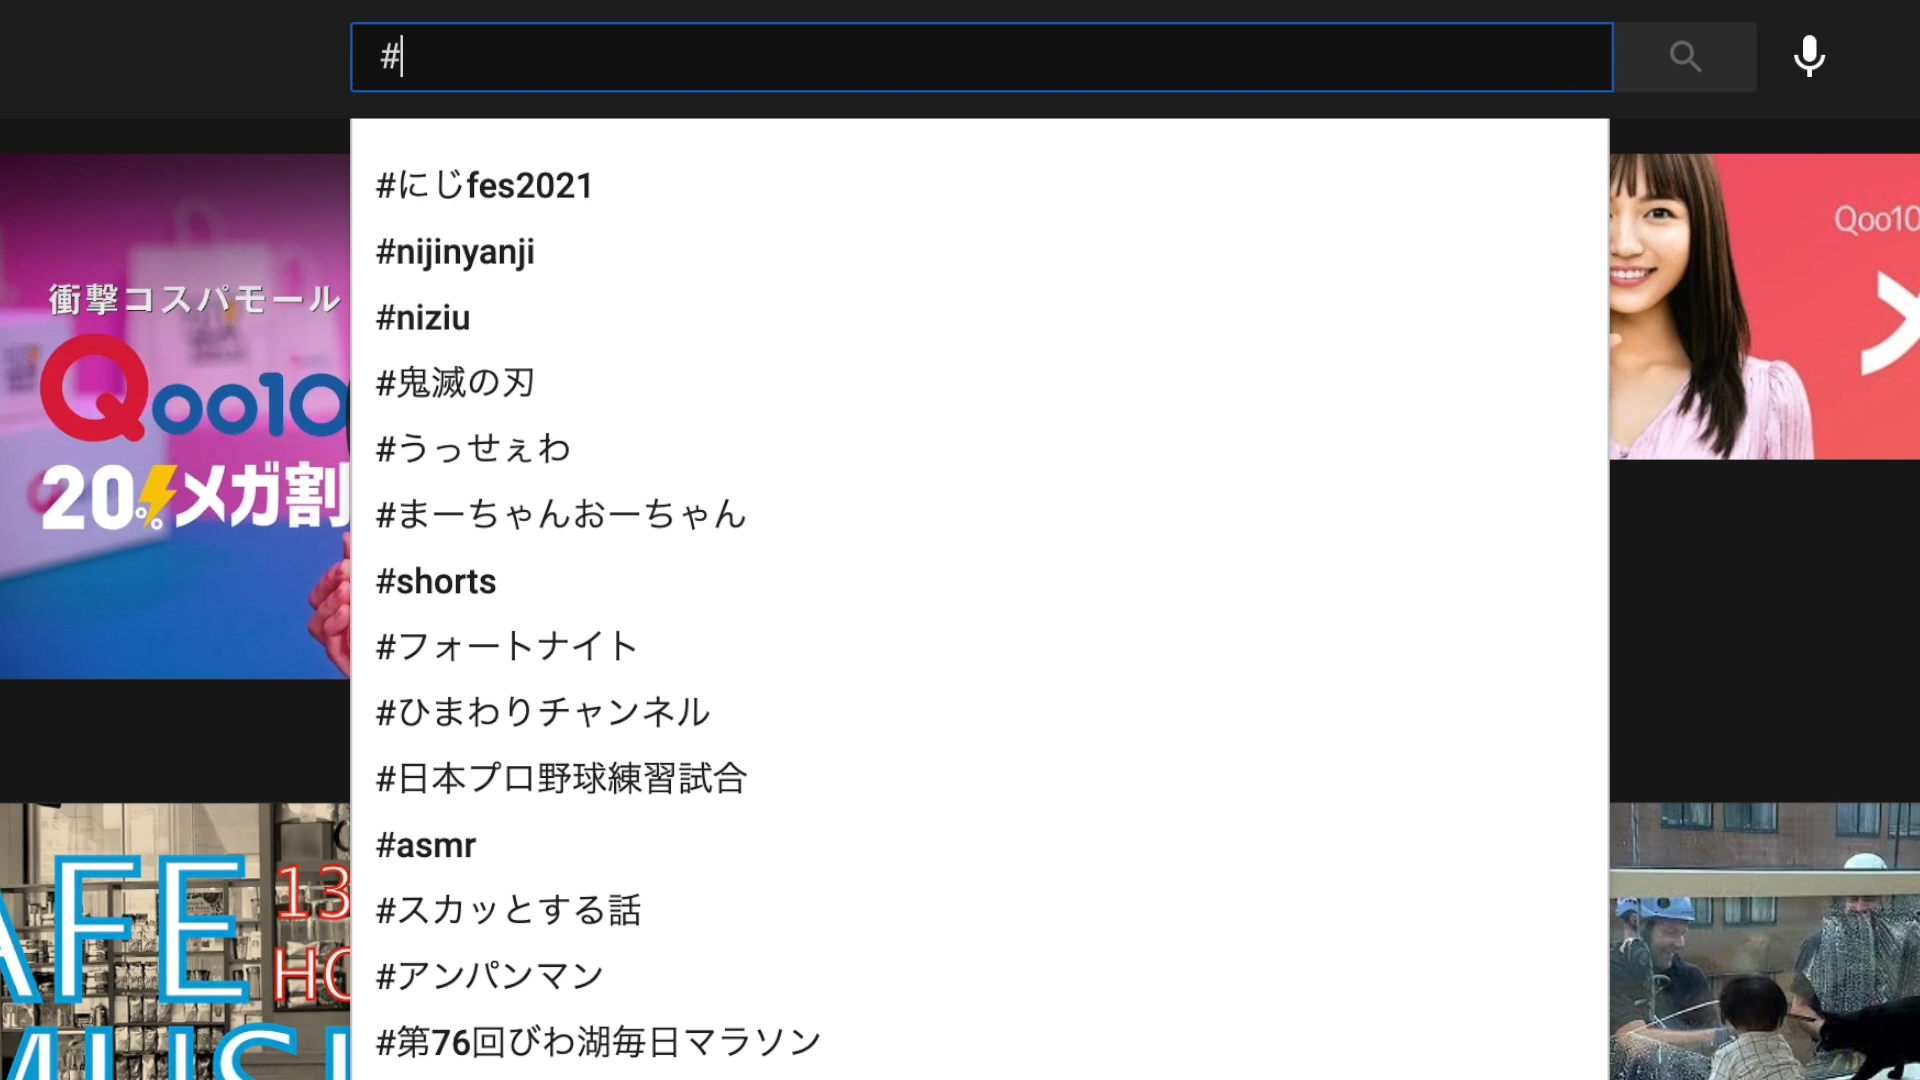 #
#にじfes2021
#nijinyanji
#niziu
#鬼滅の刃
#うっせぇわ
#まーちゃんおーちゃん
#shorts
#フォートナイト
#ひまわりチャンネル
#日本プロ野球練習試合
#asmr
#スカッとする話
#アンパンマン
#第76回びわ湖毎日マラソン
衝撃コスパモール
Qoo10
20%メガ割
Qoo10
メ
AFE
13
HO
MUSI